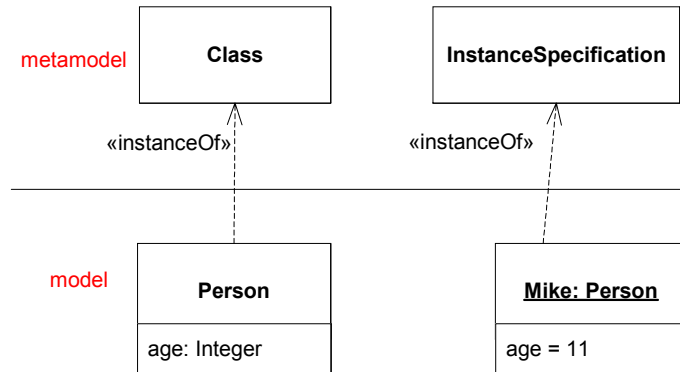 metamodel
Class
InstanceSpecification
«instanceOf»
«instanceOf»
model
Person
Mike: Person
age: Integer
age = 11